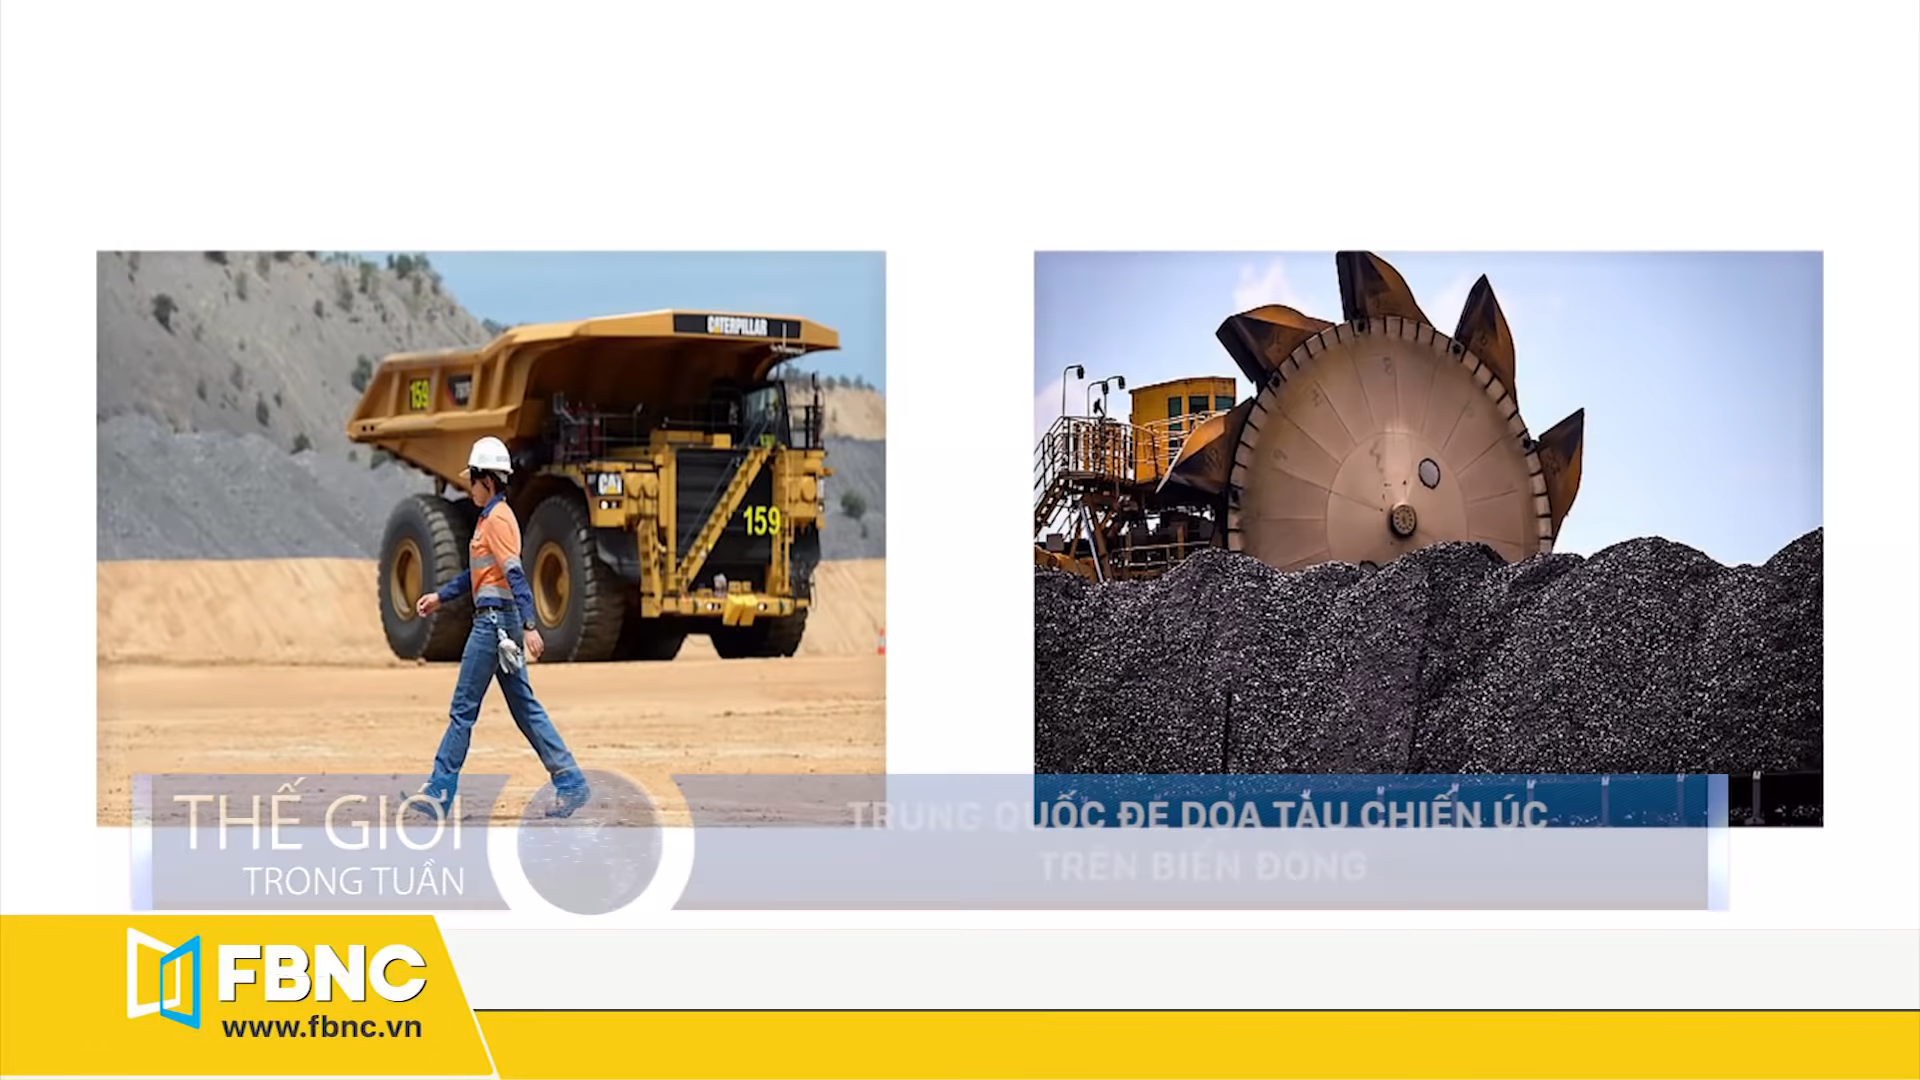 CATERPILLAR
159
CAT
159
THẾ GIỚI
TRONG TUẦN
TRUNG QUỐC ĐE DỌA TÀU CHIẾN ÚC
TRÊN BIỂN ĐÔNG
FBNC
www.fbnc.vn